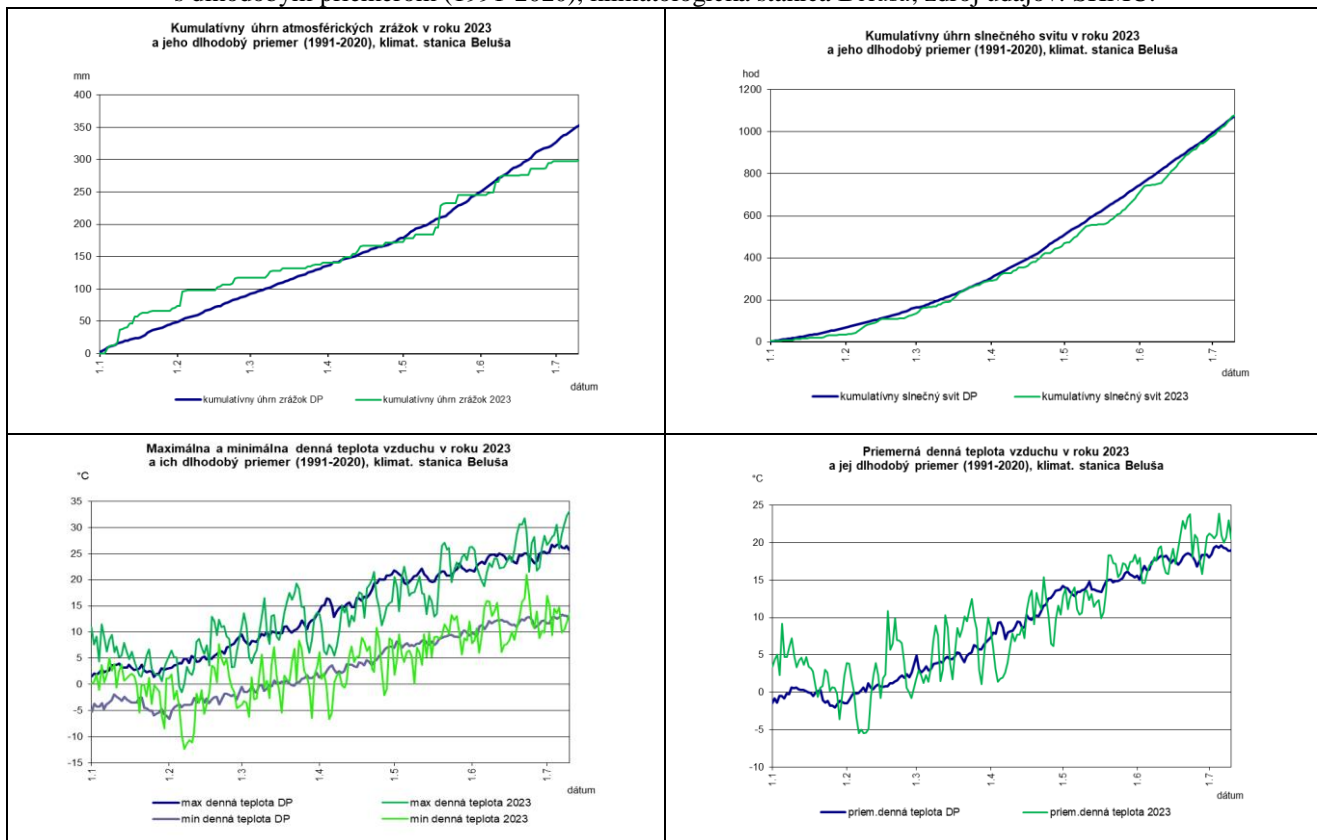 s dlhodobým priemerom (1991-2020), klimatologická stanica Beluša, zdroj údajov: SHMÚ.
Kumulatívny úhrn atmosférických zrážok v roku 2023
a jeho dlhodobý priemer (1991-2020), klimat. stanica Beluša
mm
400
350
300
250
200
150
100
50
0
1.1
1.2
1.3
1.4
1.5
1.6
1.7
dátum
kumulatívny úhrn zrážok DP
kumulatívny úhrn zrážok 2023
Kumulatívny úhrn slnečného svitu v roku 2023
a jeho dlhodobý priemer (1991-2020), klimat. stanica Beluša
hod
1200
1000
800
600
400
200
0
1.1
1.2
1.3
1.4
1.5
1.6
1.7
dátum
kumulatívny slnečný svit DP
kumulatívny slnečný svit 2023
Maximálna a minimálna denná teplota vzduchu v roku 2023
a ich dlhodobý priemer (1991-2020), klimat. stanica Beluša
°C
35
30
25
20
15
10
5
0
-5
-10
-15
1.1
1.2
1.3
1.4
1.5
1.6
1.7
dátum
max denná teplota DP
max denná teplota 2023
min denná teplota DP
min denná teplota 2023
Priemerná denná teplota vzduchu v roku 2023
a jej dlhodobý priemer (1991-2020), klimat. stanica Beluša
°C
25
20
15
10
5
0
-5
-10
1.1
1.2
1.3
1.4
1.5
1.6
1.7
dátum
priem.denná teplota DP
priem.denná teplota 2023